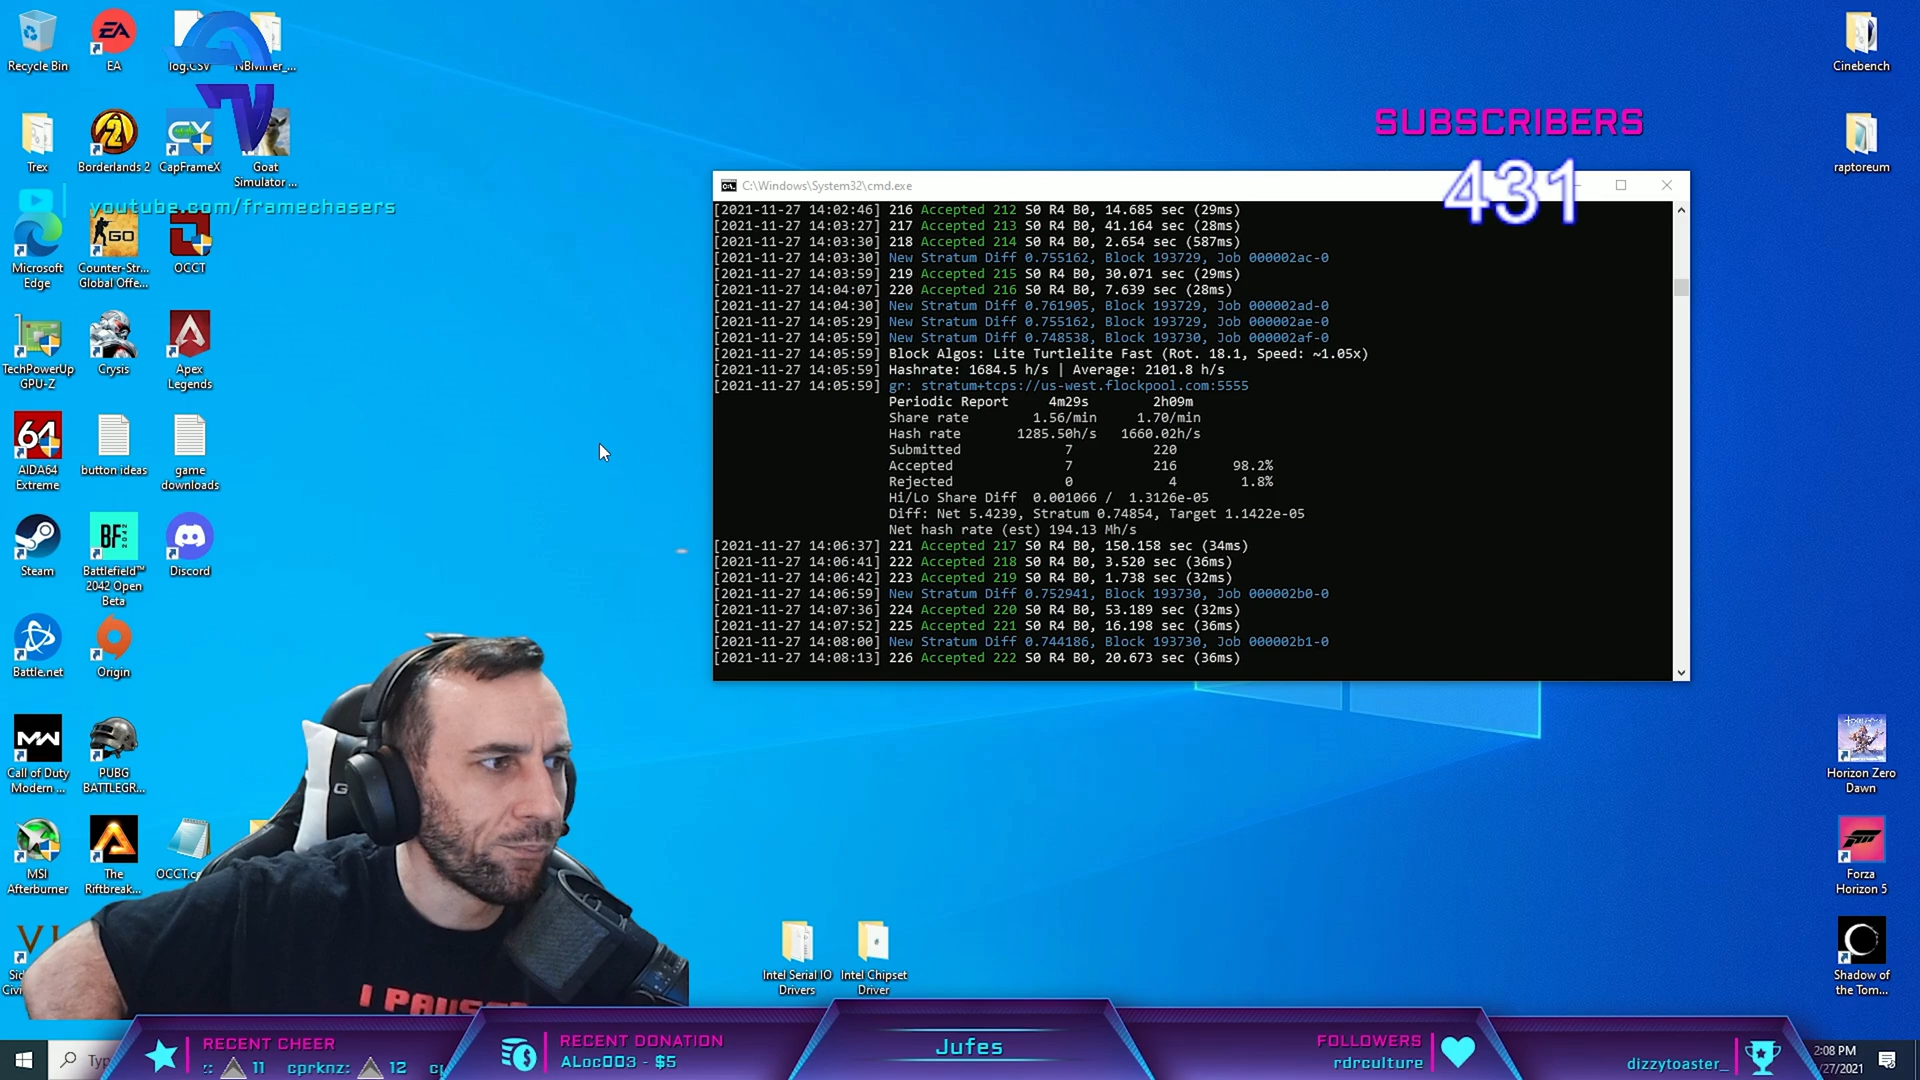 Recycle Bin
EA
log.CSV
NBMiner_...
Trex
Borderlands 2
CapFrameX
Goat
Simulator ...
youtube.com/framechasers
Microsoft
Edge
Counter-Str...
Global Offe...
OCCT
TechPowerUp
GPU-Z
Crysis
Apex
Legends
AIDA64
Extreme
button ideas
game
downloads
Steam
Battlefield™
2042 Open
Beta
Discord
Battle.net
Origin
Call of Duty
Modern ...
PUBG
BATTLEGR...
MSI
Afterburner
The
Riftbreak...
Cinebench
raptoreum
SUBSCRIBERS
431
C:\Windows\System32\cmd.exe
[2021-11-27 14:02:46] 216 Accepted 212 S0 R4 B0, 14.685 sec (29ms)
[2021-11-27 14:03:27] 217 Accepted 213 S0 R4 B0, 41.164 sec (28ms)
[2021-11-27 14:03:30] 218 Accepted 214 S0 R4 B0, 2.654 sec (587ms)
[2021-11-27 14:03:30] New Stratum Diff 0.755162, Block 193729, Job 000002ac-0
[2021-11-27 14:03:59] 219 Accepted 215 S0 R4 B0, 30.071 sec (29ms)
[2021-11-27 14:04:07] 220 Accepted 216 S0 R4 B0, 7.639 sec (28ms)
[2021-11-27 14:04:30] New Stratum Diff 0.761905, Block 193729, Job 000002ad-0
[2021-11-27 14:05:29] New Stratum Diff 0.755162, Block 193729, Job 000002ae-0
[2021-11-27 14:05:59] New Stratum Diff 0.748538, Block 193730, Job 000002af-0
[2021-11-27 14:05:59] Block Algos: Lite Turtlelite Fast (Rot. 18.1, Speed: ~1.05x)
[2021-11-27 14:05:59] Hashrate: 1684.5 h/s | Average: 2101.8 h/s
[2021-11-27 14:05:59] gr: stratum+tcps://us-west.flockpool.com:5555
Periodic Report 4m29s 2h09m
Share rate 1.56/min 1.70/min
Hash rate 1285.50h/s 1660.02h/s
Submitted 7 220
Accepted 7 216 98.2%
Rejected 0 4 1.8%
Hi/Lo Share Diff 0.001066 / 1.3126e-05
Diff: Net 5.4239, Stratum 0.74854, Target 1.1422e-05
Net hash rate (est) 194.13 Mh/s
[2021-11-27 14:06:37] 221 Accepted 217 S0 R4 B0, 150.158 sec (34ms)
[2021-11-27 14:06:41] 222 Accepted 218 S0 R4 B0, 3.520 sec (36ms)
[2021-11-27 14:06:42] 223 Accepted 219 S0 R4 B0, 1.738 sec (32ms)
[2021-11-27 14:06:59] New Stratum Diff 0.752941, Block 193730, Job 000002b0-0
[2021-11-27 14:07:36] 224 Accepted 220 S0 R4 B0, 53.189 sec (32ms)
[2021-11-27 14:07:52] 225 Accepted 221 S0 R4 B0, 16.198 sec (36ms)
[2021-11-27 14:08:00] New Stratum Diff 0.744186, Block 193730, Job 000002b1-0
[2021-11-27 14:08:13] 226 Accepted 222 S0 R4 B0, 20.673 sec (36ms)
Horizon Zero
Dawn
Forza
Horizon 5
Shadow of
the Tom...
Intel Serial IO
Drivers
Intel Chipset
Driver
RECENT CHEER
11 cprknz: 12
RECENT DONATION
ALoc003 - $5
Jufes
FOLLOWERS
rdrculture
dizzytoaster_
2:08 PM
/27/2021